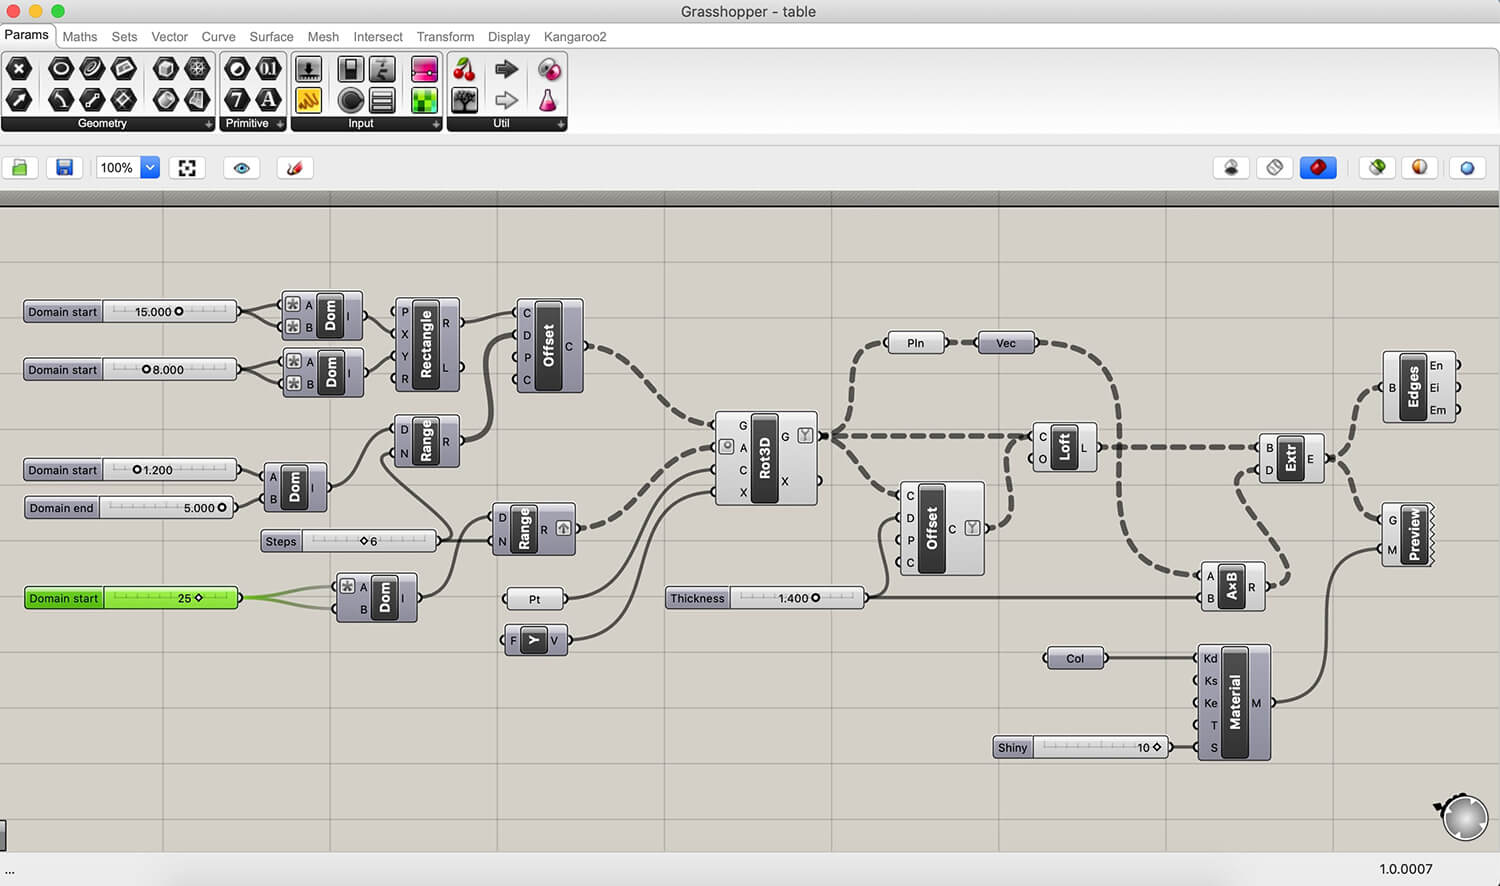 Grasshopper - table
Params Maths Sets Vector Curve Surface Mesh Intersect Transform Display Kangaroo2
0.1
7 A
Geometry Primitive Input Util
100%
Domain start 15.000
A B Dom I
P X Y R Rectangle R L
C D P C Offset C
Domain start 8.000
A B Dom I
Pln
Vec
B Edges En Ei Em
D N Range R
G A C X Rot3D G X
C O Loft L
B D Extr E
Domain start 1.200
A B Dom I
Domain end 5.000
C D P C Offset C
Steps 6
D N Range R
G M Preview
Domain start 25
A B Dom I
Pt
Thickness 1.400
A B A×B R
F Y V
Col
Kd Ks Ke T S Material M
Shiny 10
...
1.0.0007